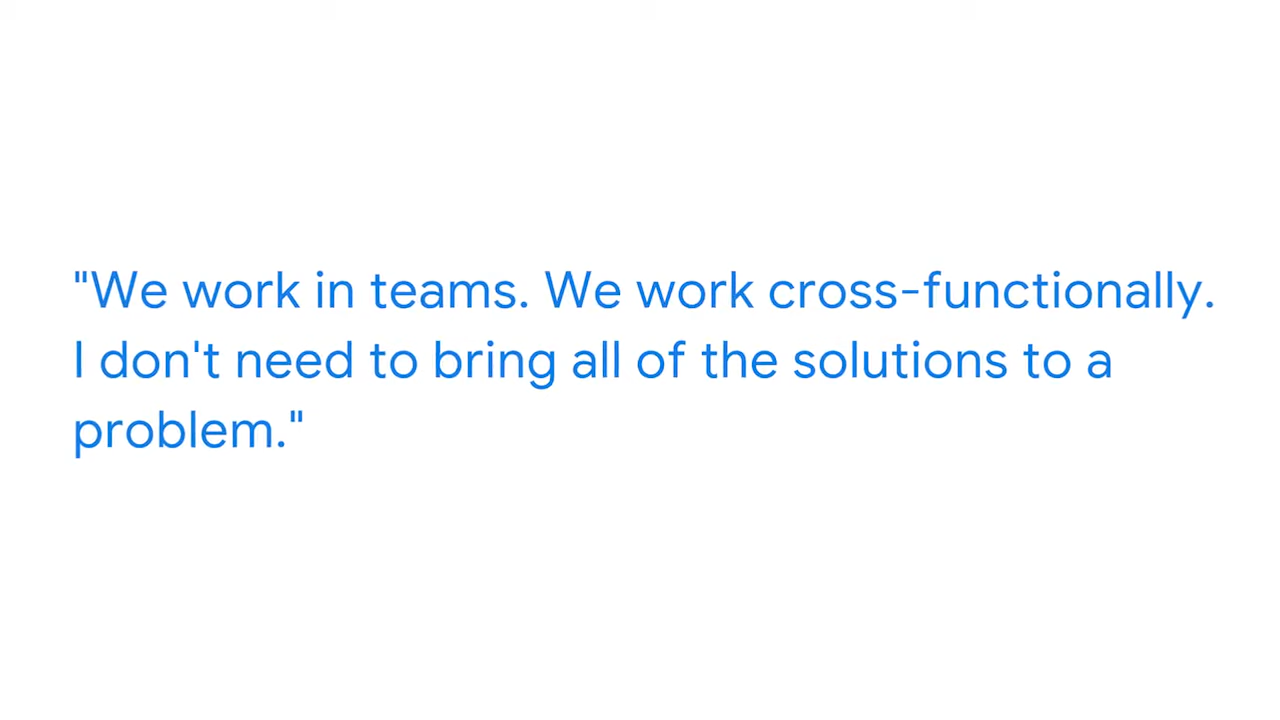 "We work in teams. We work cross-functionally.
I don't need to bring all of the solutions to a
problem."